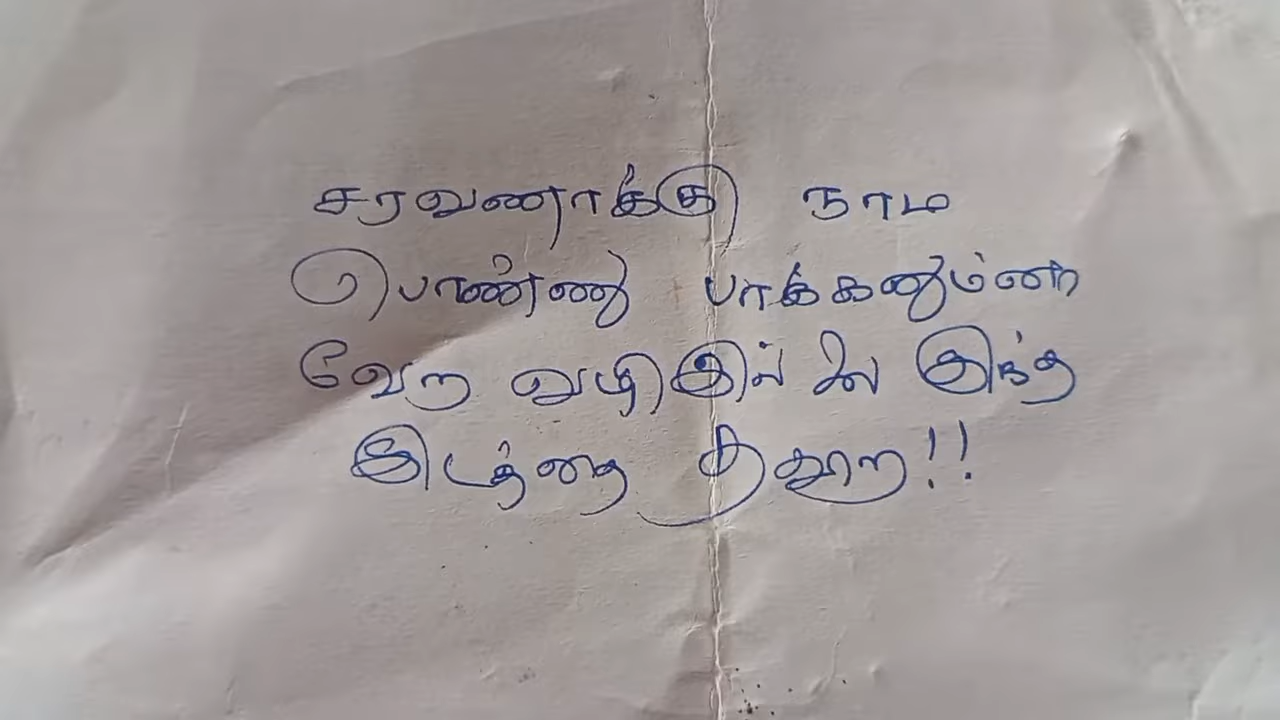 சரவணாக்கு நாம
பொண்ணு பாக்கனும்னா
வேற வழி இல்ல இந்த
இடத்தை